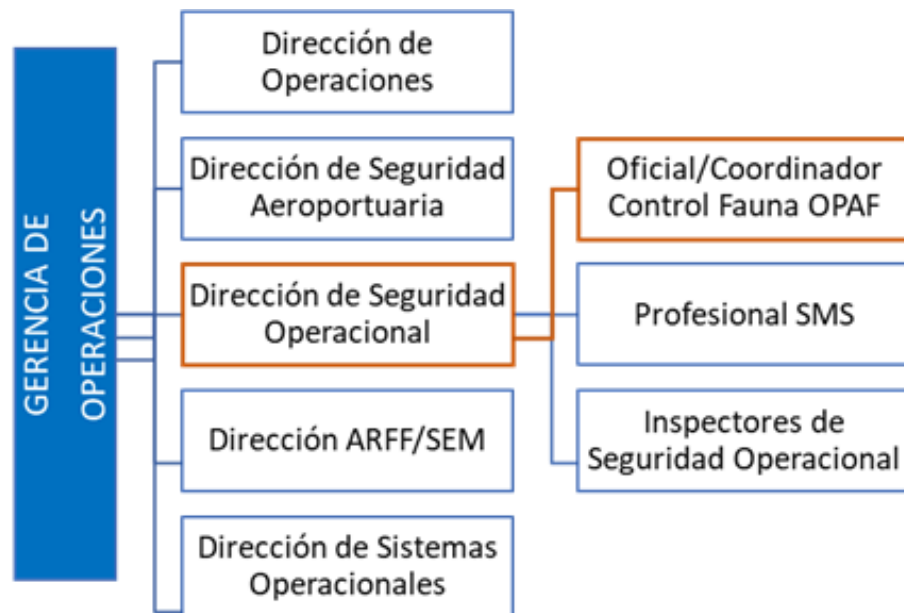 GERENCIA DE
OPERACIONES
Dirección de
Operaciones
Dirección de Seguridad
Aeroportuaria
Dirección de Seguridad
Operacional
Dirección ARFF/SEM
Dirección de Sistemas
Operacionales
Oficial/Coordinador
Control Fauna OPAF
Profesional SMS
Inspectores de
Seguridad Operacional